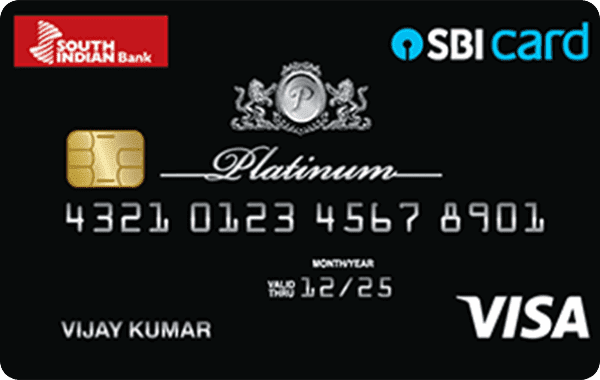 SOUTH
INDIAN Bank
SBI card
P
Platinum
4321 0123 4567 8901
MONTH/YEAR
VALID
THRU 12/25
VIJAY KUMAR
VISA